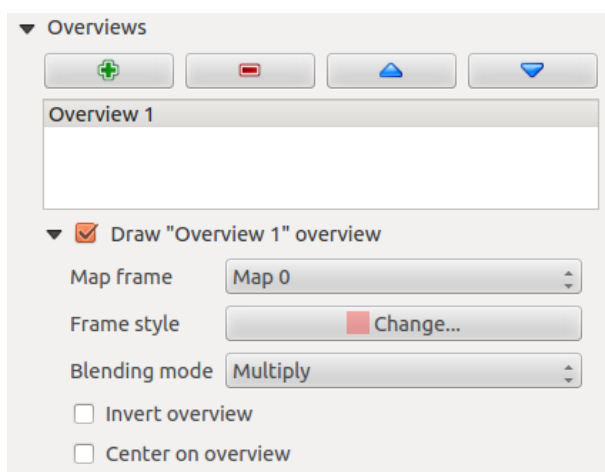 Overviews
Overview 1
Draw "Overview 1" overview
Map frame Map 0
Frame style Change...
Blending mode Multiply
Invert overview
Center on overview